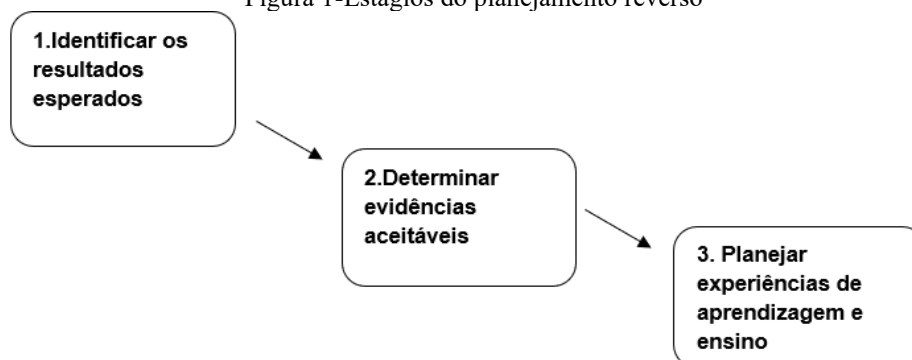 Figura 1-Estágios do planejamento reverso
1.Identificar os
resultados
esperados
2.Determinar
evidências
aceitáveis
3. Planejar
experiências de
aprendizagem e
ensino